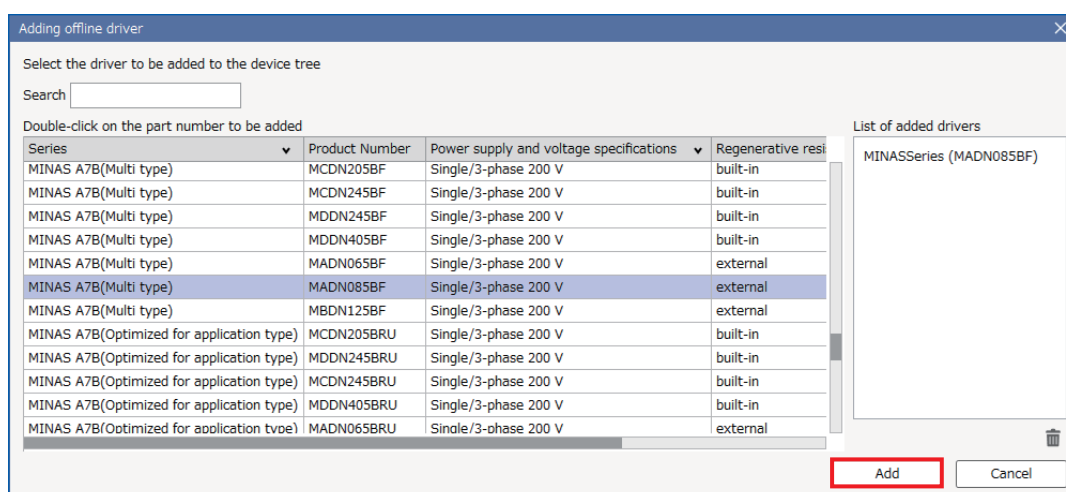 Adding offline driver
Select the driver to be added to the device tree
Search
Double-click on the part number to be added
List of added drivers
Series Product Number Power supply and voltage specifications Regenerative resi
MINAS A7B(Multi type) MCDN205BF Single/3-phase 200 V built-in
MINAS A7B(Multi type) MCDN245BF Single/3-phase 200 V built-in
MINAS A7B(Multi type) MDDN245BF Single/3-phase 200 V built-in
MINAS A7B(Multi type) MDDN405BF Single/3-phase 200 V built-in
MINAS A7B(Multi type) MADN065BF Single/3-phase 200 V external
MINAS A7B(Multi type) MADN085BF Single/3-phase 200 V external
MINAS A7B(Multi type) MBDN125BF Single/3-phase 200 V external
MINAS A7B(Optimized for application type) MCDN205BRU Single/3-phase 200 V built-in
MINAS A7B(Optimized for application type) MDDN245BRU Single/3-phase 200 V built-in
MINAS A7B(Optimized for application type) MCDN245BRU Single/3-phase 200 V built-in
MINAS A7B(Optimized for application type) MDDN405BRU Single/3-phase 200 V built-in
MINAS A7B(Optimized for application type) MADN065BRU Single/3-phase 200 V external
MINASSeries (MADN085BF)
Add
Cancel